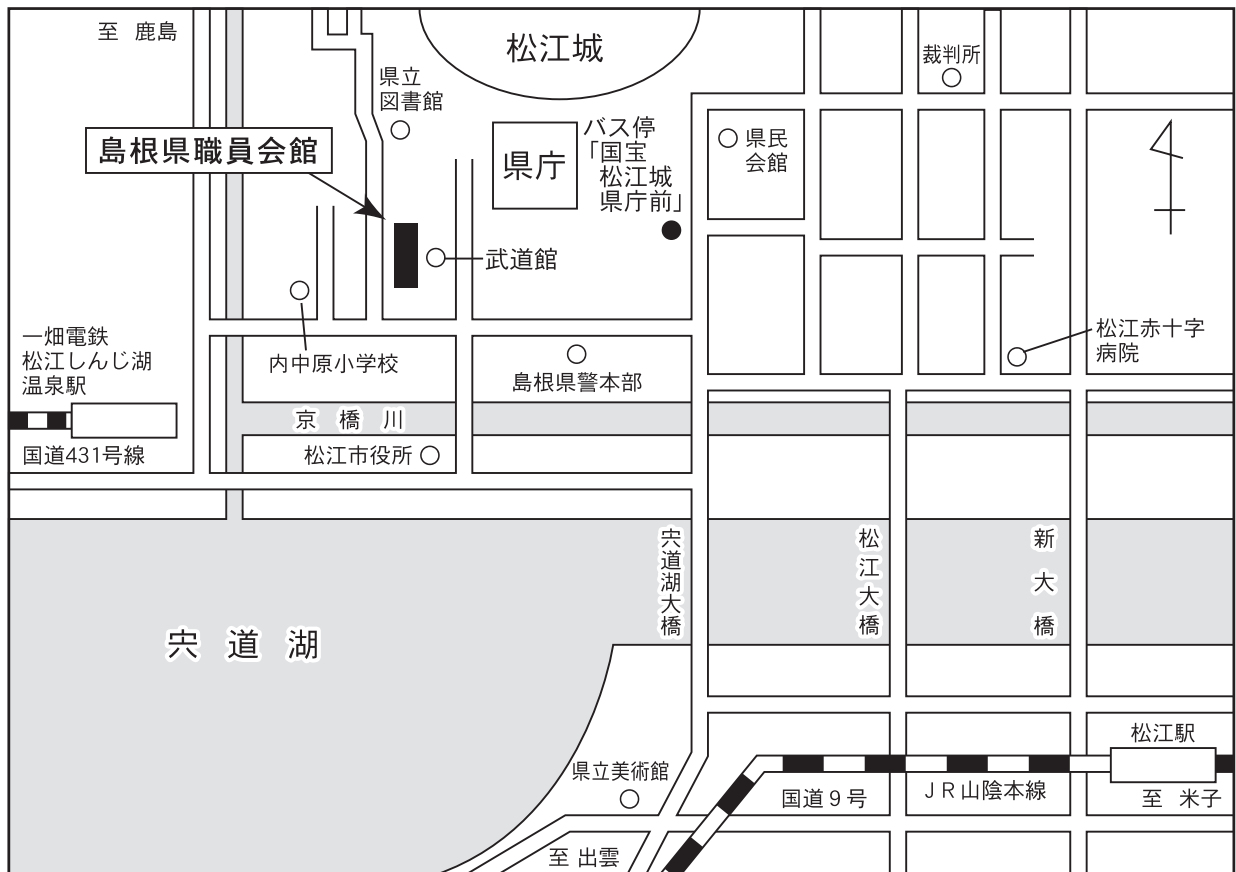 至 鹿島
松江城
裁判所
県立
図書館
島根県職員会館
県庁
バス停
「国宝
松江城
県庁前」
県民
会館
武道館
一畑電鉄
松江しんじ湖
温泉駅
内中原小学校
島根県警本部
松江赤十字
病院
京橋川
国道431号線
松江市役所
宍道湖大橋
松江大橋
新大橋
宍道湖
県立美術館
松江駅
国道9号
JR山陰本線
至 米子
至 出雲